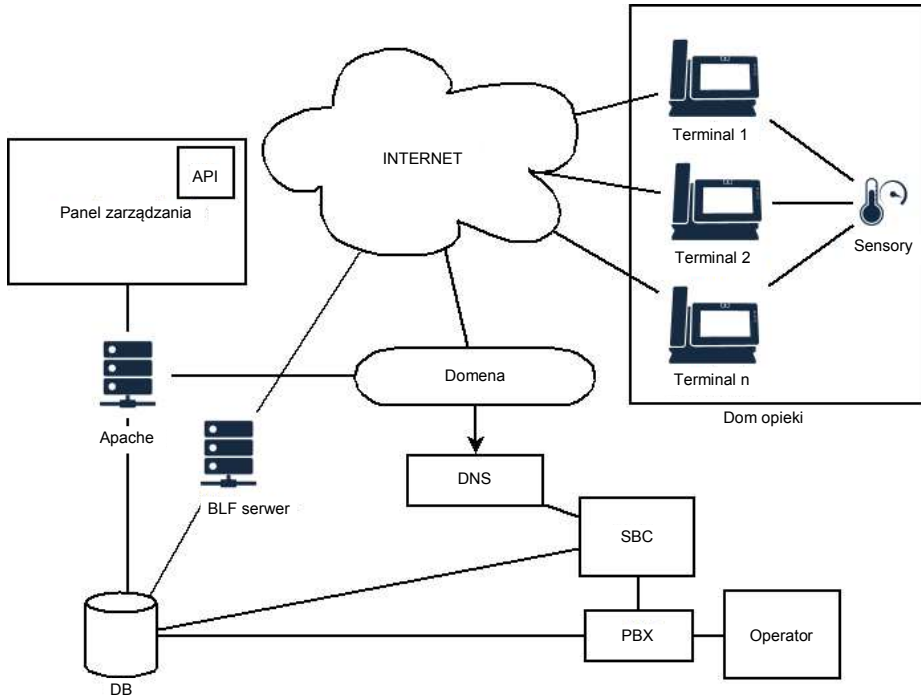 INTERNET
API
Panel zarządzania
Terminal 1
Terminal 2
Terminal n
Sensory
Dom opieki
Apache
Domena
BLF serwer
DNS
SBC
PBX
Operator
DB